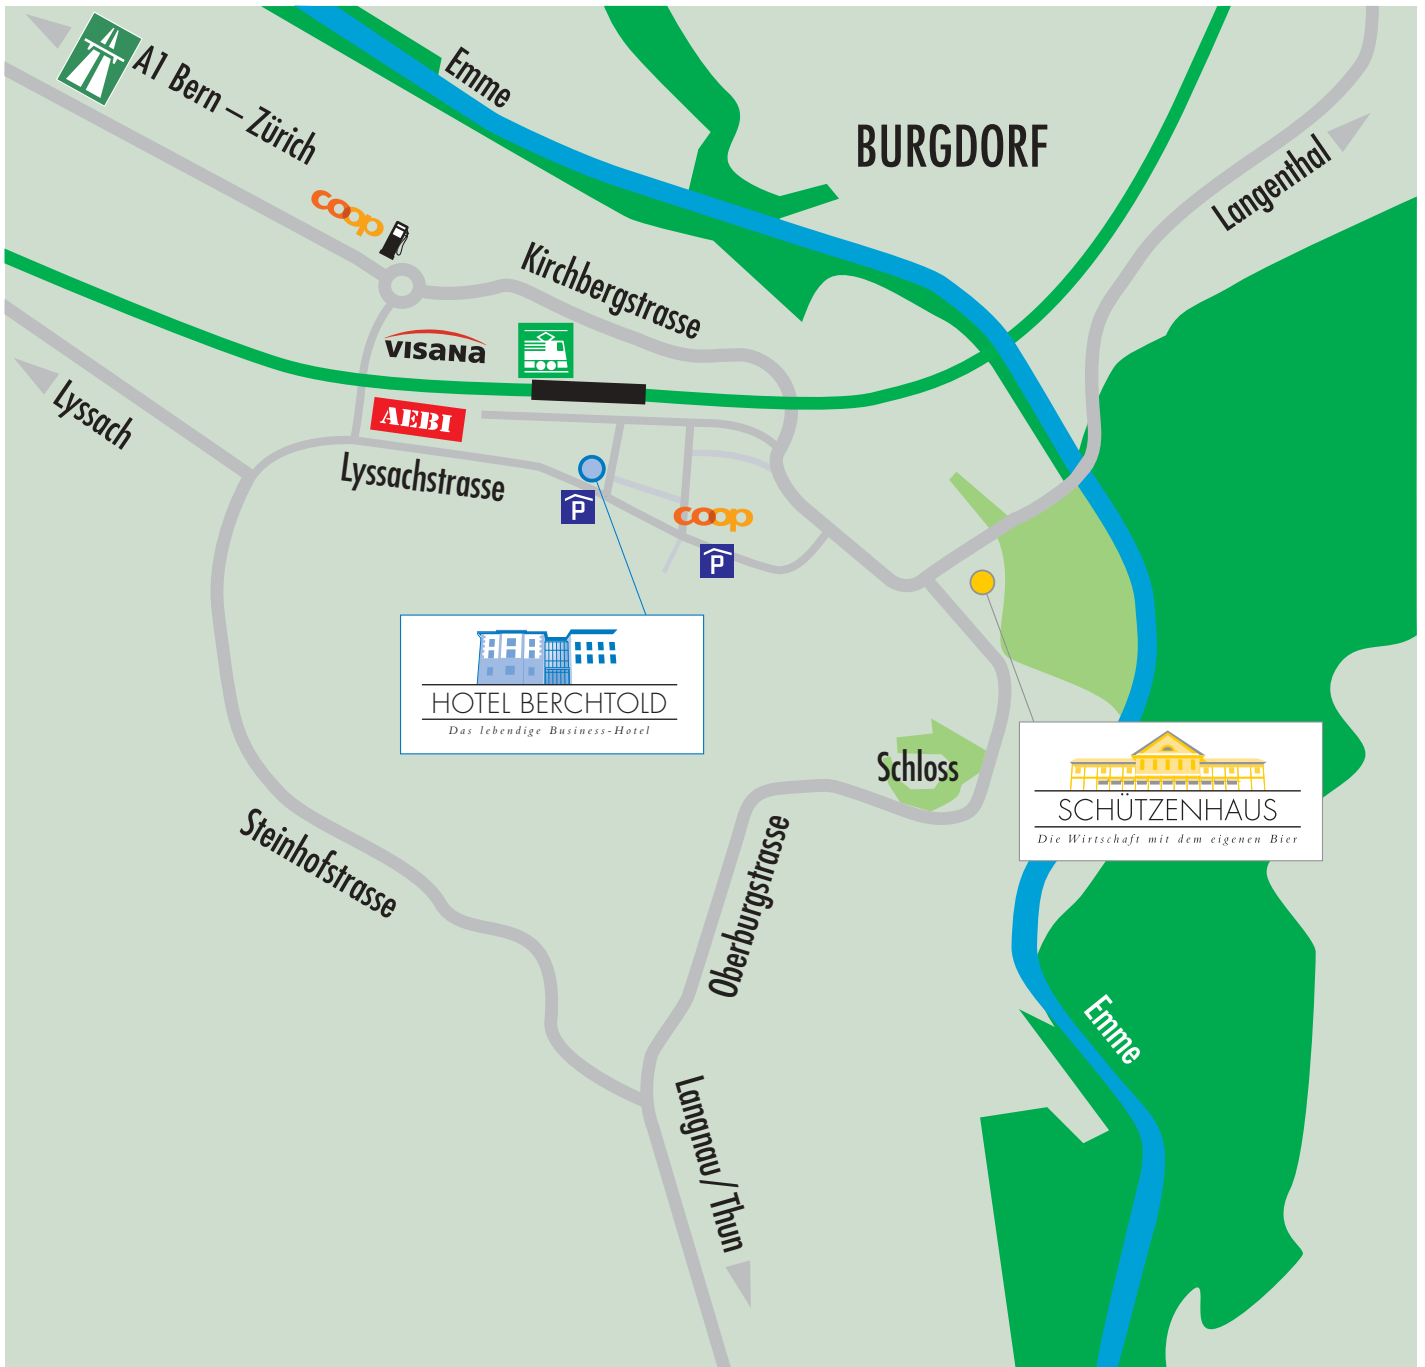 A1 Bern – Zürich
Emme
BURGDORF
Langenthal
coop
Kirchbergstrasse
VISANA
AEBI
Lyssach
Lyssachstrasse
P
coop
P
HOTEL BERCHTOLD
Das lebendige Business-Hotel
Schloss
SCHÜTZENHAUS
Die Wirtschaft mit dem eigenen Bier
Steinhofstrasse
Oberburgstrasse
Emme
Langnau / Thun